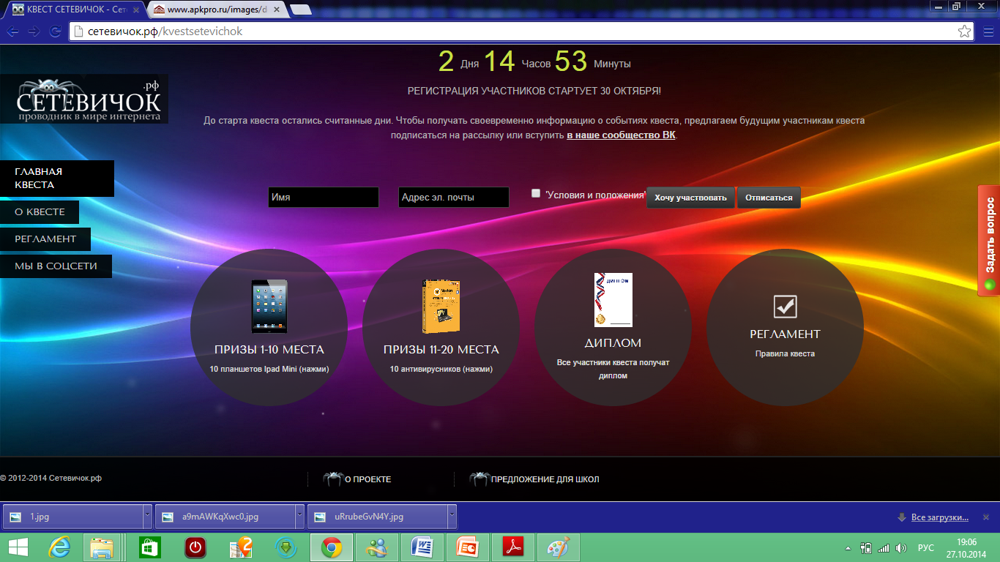 КВЕСТ СЕТЕВИЧОК - Сете
www.apkpro.ru/images/d
сетевичок.рф/kvestsetevichok
2 Дня 14 Часов 53 Минуты
РЕГИСТРАЦИЯ УЧАСТНИКОВ СТАРТУЕТ 30 ОКТЯБРЯ!
.рф
СЕТЕВИЧОК
проводник в мире интернета
До старта квеста остались считанные дни. Чтобы получать своевременно информацию о событиях квеста, предлагаем будущим участникам квеста
подписаться на рассылку или вступить в наше сообщество ВК.
ГЛАВНАЯ
КВЕСТА
О КВЕСТЕ
РЕГЛАМЕНТ
МЫ В СОЦСЕТИ
Имя
Адрес эл. почты
'Условия и положения'
Хочу участвовать
Отписаться
Задать вопрос
ПРИЗЫ 1-10 МЕСТА
10 планшетов Ipad Mini (нажми)
Norton
ПРИЗЫ 11-20 МЕСТА
10 антивирусников (нажми)
ДИПЛОМ
ДИПЛОМ
Все участники квеста получат
диплом
РЕГЛАМЕНТ
Правила квеста
© 2012-2014 Сетевичок.рф
О ПРОЕКТЕ
ПРЕДЛОЖЕНИЕ ДЛЯ ШКОЛ
1.jpg
a9mAWKqXwc0.jpg
uRrubeGvN4Y.jpg
Все загрузки...
РУС
19:06
27.10.2014